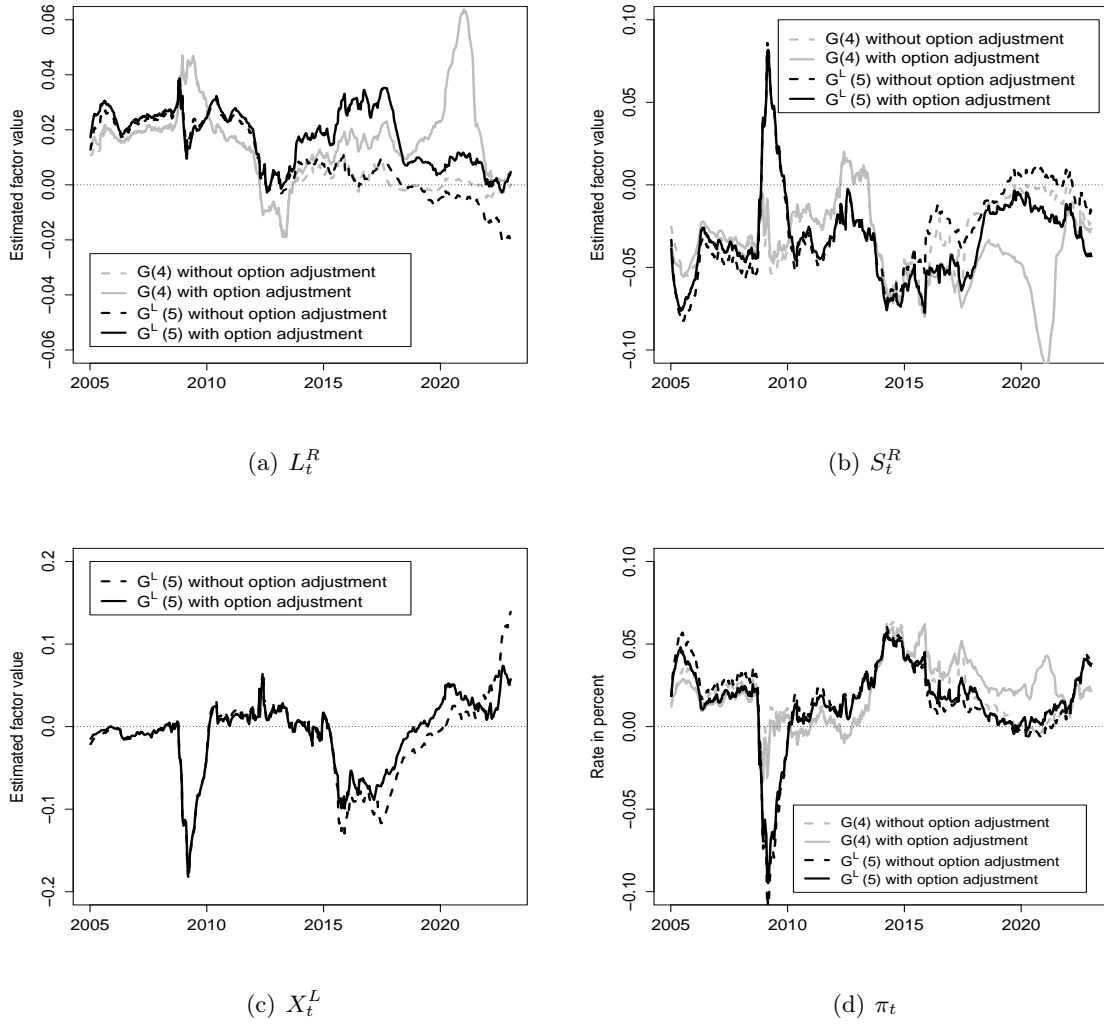 Estimated factor value
0.06
0.04
0.02
0.00
−0.02
−0.04
−0.06
G(4) without option adjustment
G(4) with option adjustment
G^L (5) without option adjustment
G^L (5) with option adjustment
2005 2010 2015 2020
(a) L_t^R
Estimated factor value
0.10
0.05
0.00
−0.05
−0.10
G(4) without option adjustment
G(4) with option adjustment
G^L (5) without option adjustment
G^L (5) with option adjustment
2005 2010 2015 2020
(b) S_t^R
Estimated factor value
0.2
0.1
0.0
−0.1
−0.2
G^L (5) without option adjustment
G^L (5) with option adjustment
2005 2010 2015 2020
(c) X_t^L
Rate in percent
0.10
0.05
0.00
−0.05
−0.10
G(4) without option adjustment
G(4) with option adjustment
G^L (5) without option adjustment
G^L (5) with option adjustment
2005 2010 2015 2020
(d) π_t